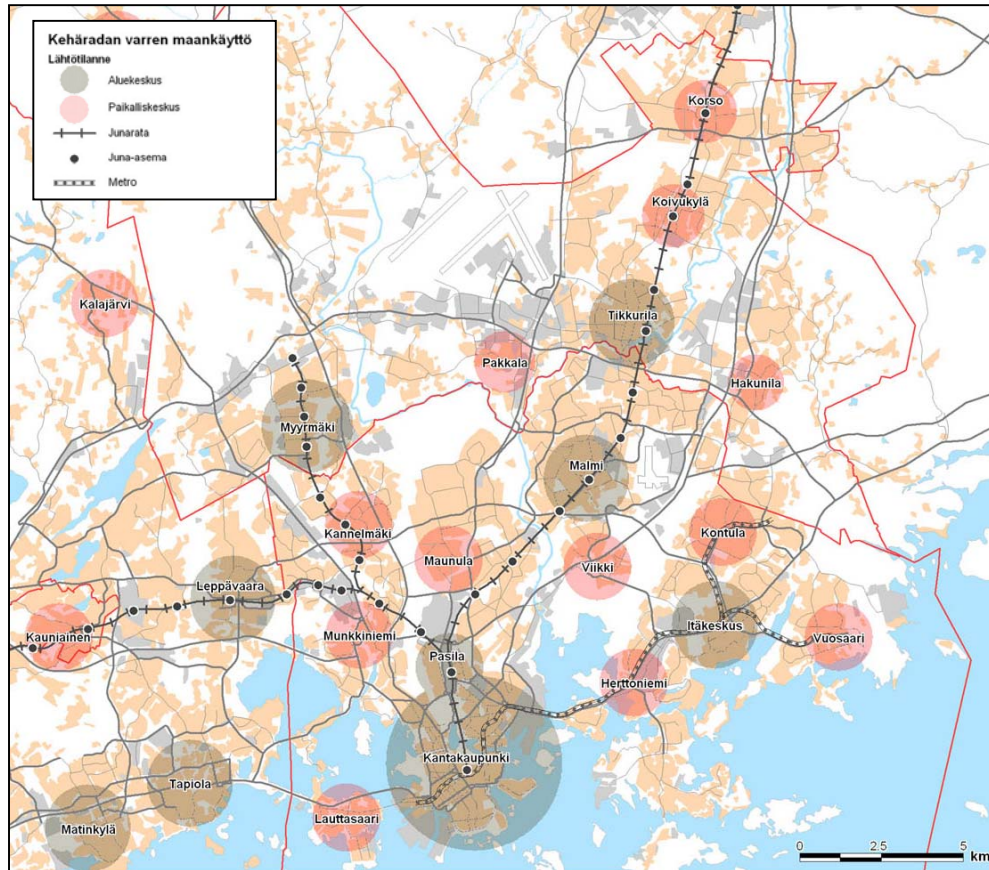 Kehäradan varren maankäyttö
Lähtötilanne
Aluekeskus
Paikalliskeskus
Junarata
Juna-asema
Metro
Korso
Koivukylä
Kalajärvi
Tikkurila
Pakkala
Hakunila
Myyrmäki
Malmi
Kannelmäki
Kontula
Maunula
Viikki
Leppävaara
Kauniainen
Munkkiniemi
Itäkeskus
Vuosaari
Pasila
Herttoniemi
Kantakaupunki
Tapiola
Lauttasaari
Matinkylä
0 2.5 5
km